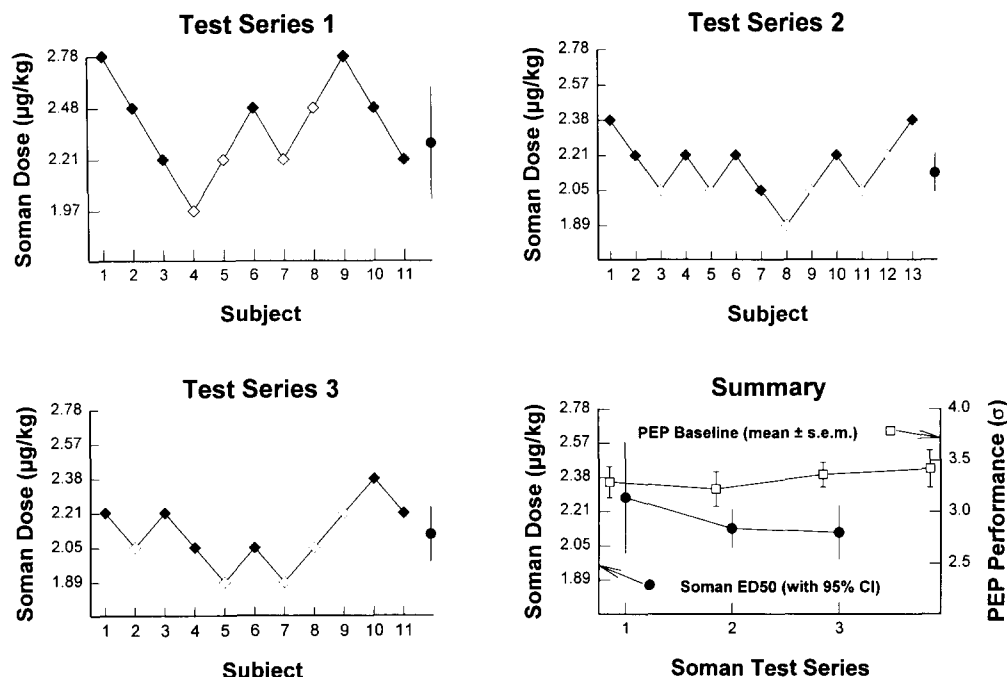 Test Series 1
Soman Dose (µg/kg)
2.78
2.48
2.21
1.97
1 2 3 4 5 6 7 8 9 10 11
Subject
Test Series 2
Soman Dose (µg/kg)
2.78
2.57
2.38
2.21
2.05
1.89
1 2 3 4 5 6 7 8 9 10 11 12 13
Subject
Test Series 3
Soman Dose (µg/kg)
2.78
2.57
2.38
2.21
2.05
1.89
1 2 3 4 5 6 7 8 9 10 11
Subject
Summary
Soman Dose (µg/kg)
2.78
2.57
2.38
2.21
2.05
1.89
PEP Baseline (mean ± s.e.m.)
Soman ED50 (with 95% CI)
4.0
3.5
3.0
2.5
PEP Performance (σ)
1 2 3
Soman Test Series